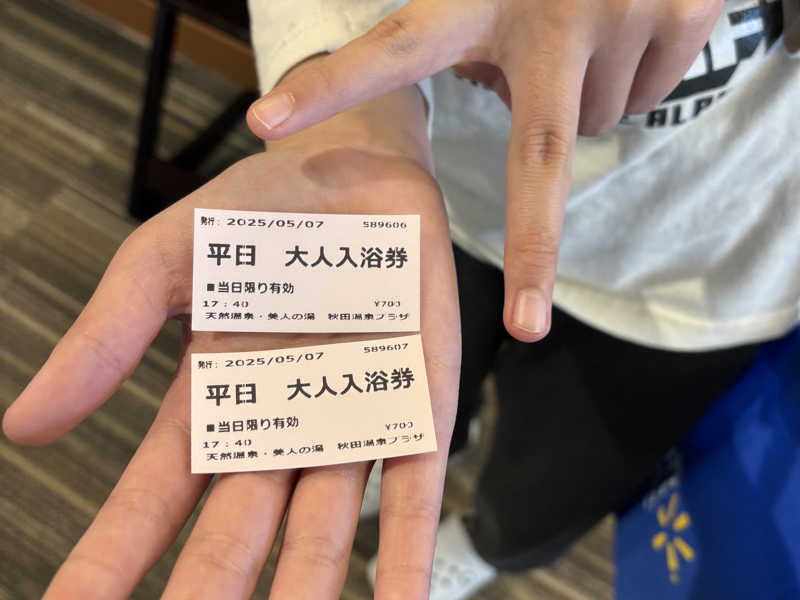 発行: 2025/05/07 589606
平日 大人入浴券
■当日限り有効
17:40 ¥700
天然温泉・美人の湯 秋田温泉プラザ
発行: 2025/05/07 589607
平日 大人入浴券
■当日限り有効
17:40 ¥700
天然温泉・美人の湯 秋田温泉プラザ